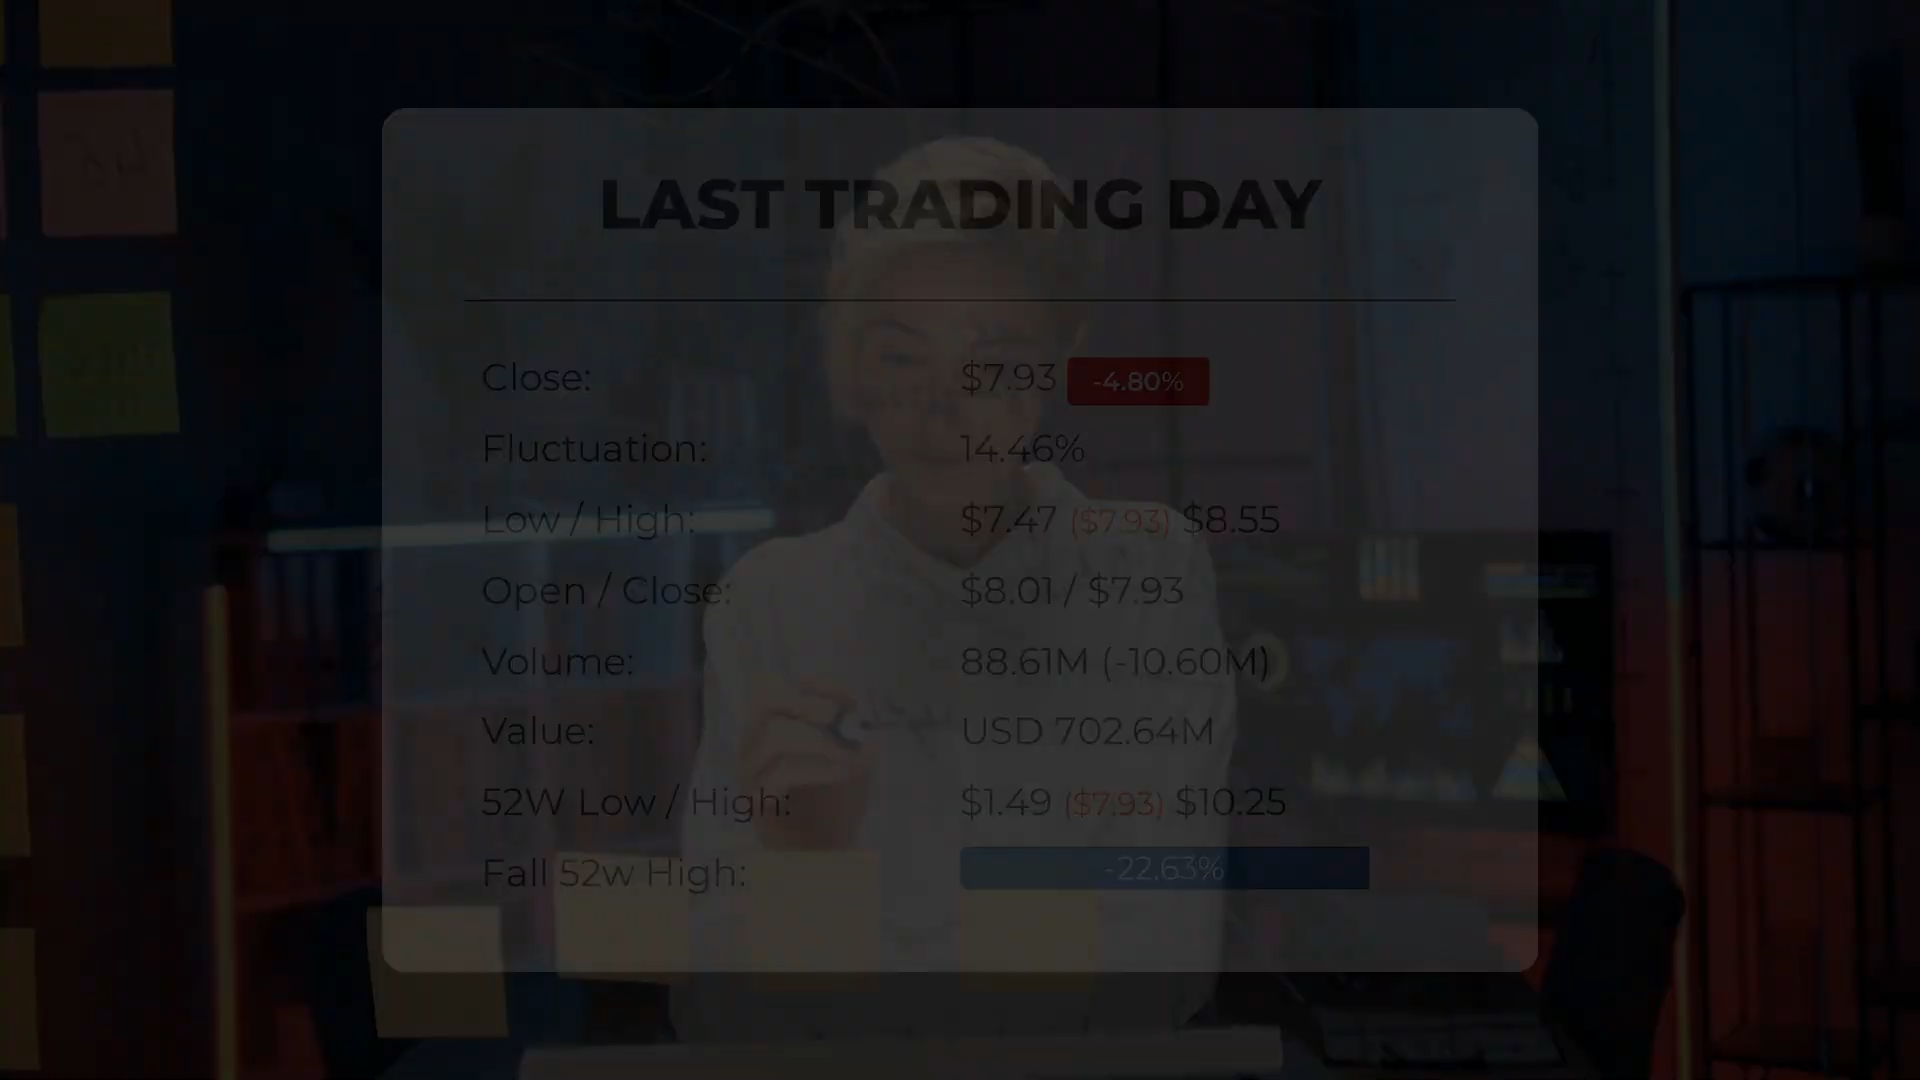 LAST TRADING DAY
Close: $7.93 -4.80%
Fluctuation: 14.46%
Low / High: $7.47 ($7.93) $8.55
Open / Close: $8.01 / $7.93
Volume: 88.61M (-10.60M)
Value: USD 702.64M
52W Low / High: $1.49 ($7.93) $10.25
Fall 52w High: -22.63%